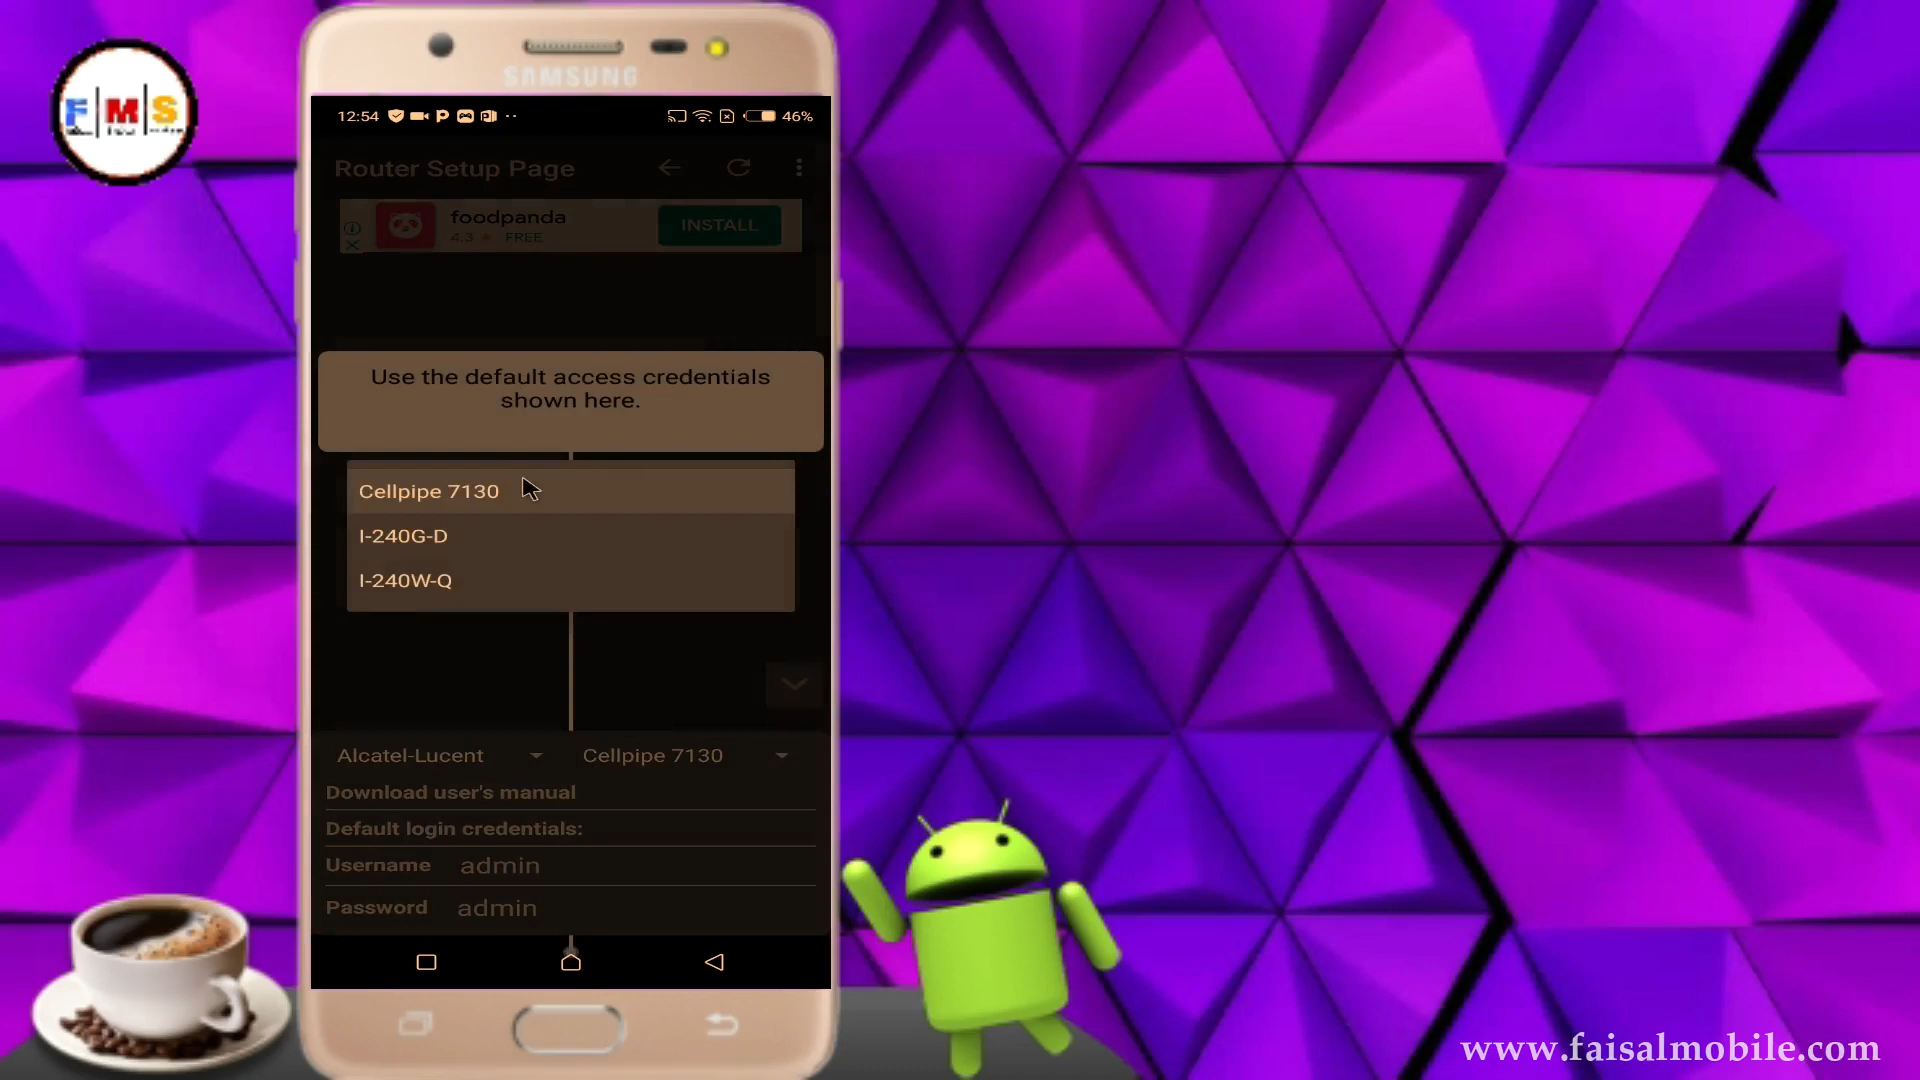 F|M|S
SAMSUNG
12:54
46%
Router Setup Page
foodpanda
4.3 ★ FREE
INSTALL
Use the default access credentials
shown here.
Cellpipe 7130
I-240G-D
I-240W-Q
Alcatel-Lucent
Cellpipe 7130
Download user's manual
Default login credentials:
Username admin
Password admin
www.faisalmobile.com